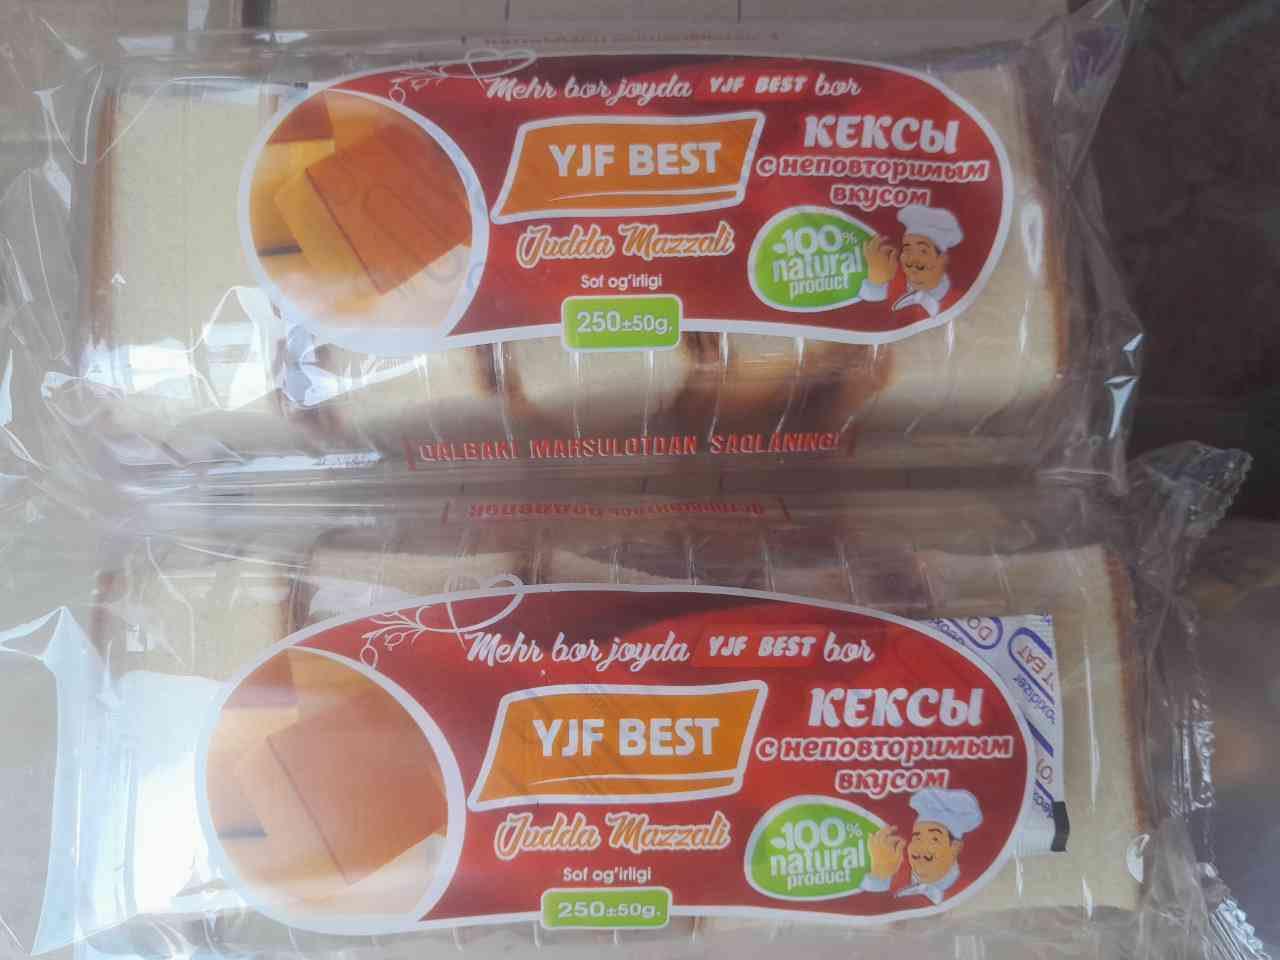 Mehr bor joyda YJF BEST bor
YJF BEST
КЕКСЫ
с неповторимым
вкусом
Judda Mazzali
100%
natural
product
Sof og'irligi
250±50g.
QALBAKI MAHSULOTDAN SAQLANING!
Mehr bor joyda YJF BEST bor
YJF BEST
КЕКСЫ
с неповторимым
вкусом
Judda Mazzali
100%
natural
product
Sof og'irligi
250±50g.